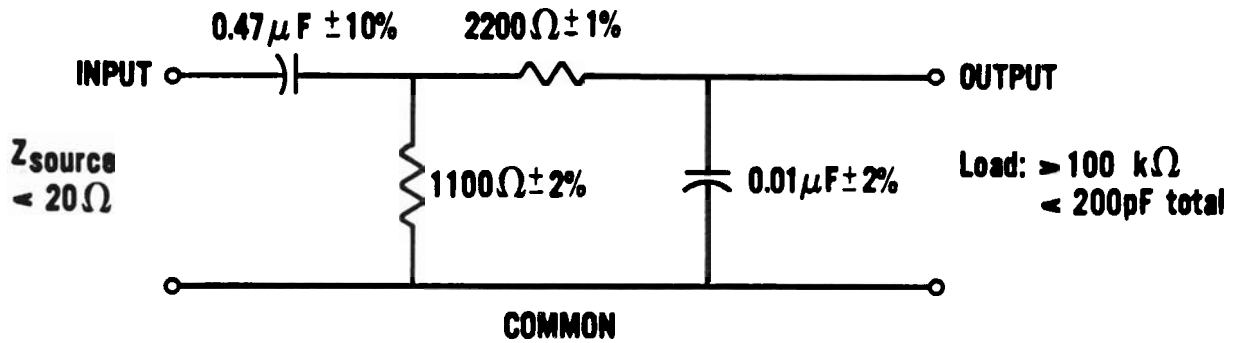 0.47μF ±10%
2200Ω±1%
INPUT
OUTPUT
Zsource
< 20Ω
1100Ω±2%
0.01μF±2%
Load: > 100 kΩ
< 200pF total
COMMON